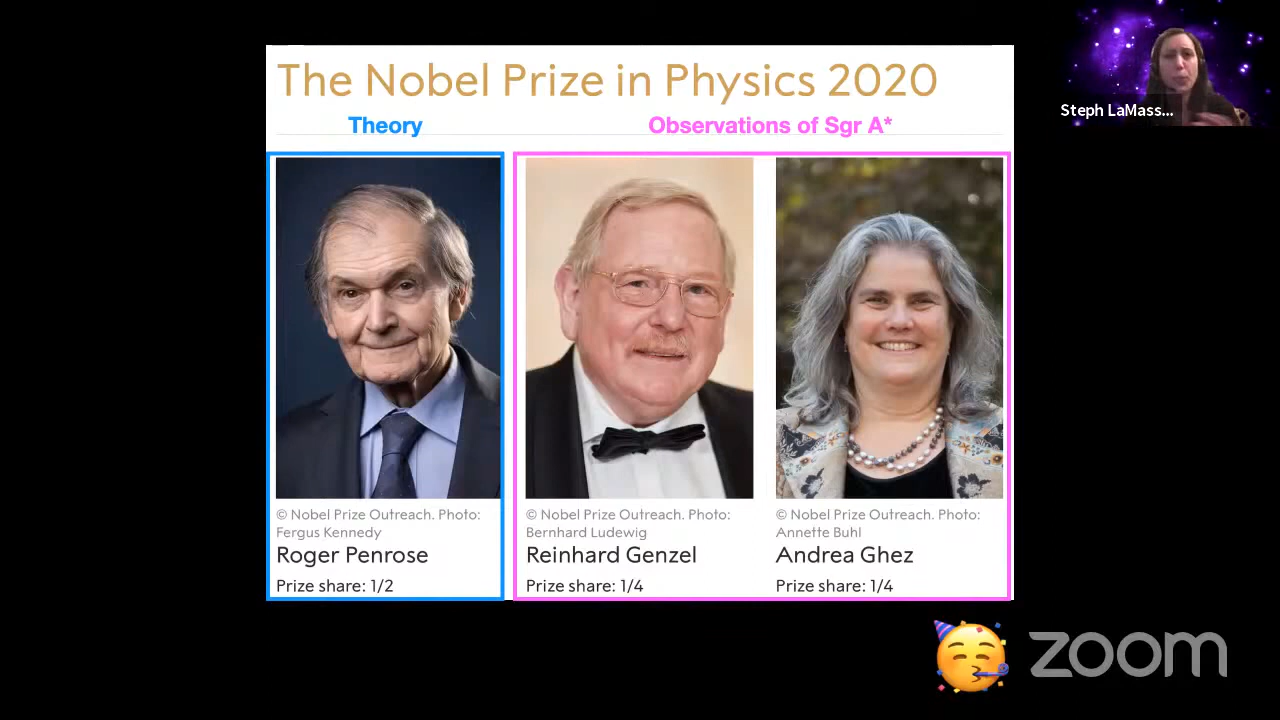 The Nobel Prize in Physics 2020
Theory
Observations of Sgr A*
© Nobel Prize Outreach. Photo:
Fergus Kennedy
Roger Penrose
Prize share: 1/2
© Nobel Prize Outreach. Photo:
Bernhard Ludewig
Reinhard Genzel
Prize share: 1/4
© Nobel Prize Outreach. Photo:
Annette Buhl
Andrea Ghez
Prize share: 1/4
Steph LaMass...
zoom